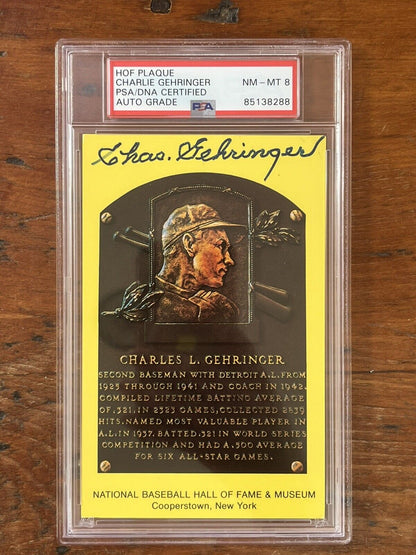 HOF PLAQUE
CHARLIE GEHRINGER NM – MT 8
PSA/DNA CERTIFIED
AUTO GRADE PSA 85138288
Chas. Gehringer
CHARLES L. GEHRINGER
SECOND BASEMAN WITH DETROIT A.L. FROM
1925 THROUGH 1941 AND COACH IN 1942.
COMPILED LIFETIME BATTING AVERAGE
OF .321. IN 2323 GAMES, COLLECTED 2839
HITS. NAMED MOST VALUABLE PLAYER IN
A.L. IN 1937. BATTED .321 IN WORLD SERIES
COMPETITION AND HAD A .500 AVERAGE
FOR SIX ALL-STAR GAMES.
NATIONAL BASEBALL HALL OF FAME & MUSEUM
Cooperstown, New York